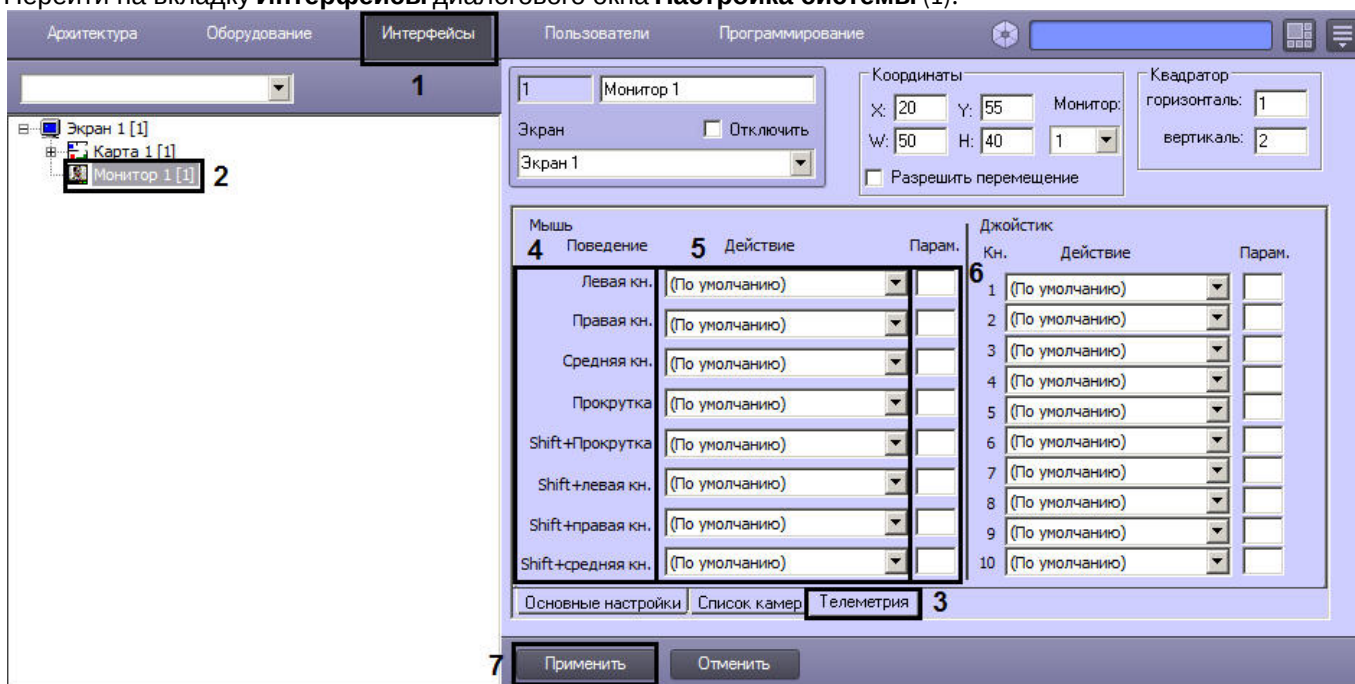 Перейти на вкладку Интерфейсы диалогового окна Настройка системы (1).
Архитектура Оборудование Интерфейсы Пользователи Программирование
1
Экран 1 [1]
Карта 1 [1]
Монитор 1 [1] 2
1 Монитор 1
Экран Отключить
Экран 1
Координаты
X: 20 Y: 55 Монитор:
W: 50 H: 40 1
Разрешить перемещение
Квадратор
горизонталь: 1
вертикаль: 2
Мышь
4 Поведение 5 Действие Парам.
Левая кн. (По умолчанию)
Правая кн. (По умолчанию)
Средняя кн. (По умолчанию)
Прокрутка (По умолчанию)
Shift+Прокрутка (По умолчанию)
Shift+левая кн. (По умолчанию)
Shift+правая кн. (По умолчанию)
Shift+средняя кн. (По умолчанию)
Джойстик
Кн. Действие Парам.
6
1 (По умолчанию)
2 (По умолчанию)
3 (По умолчанию)
4 (По умолчанию)
5 (По умолчанию)
6 (По умолчанию)
7 (По умолчанию)
8 (По умолчанию)
9 (По умолчанию)
10 (По умолчанию)
Основные настройки Список камер Телеметрия 3
7 Применить Отменить